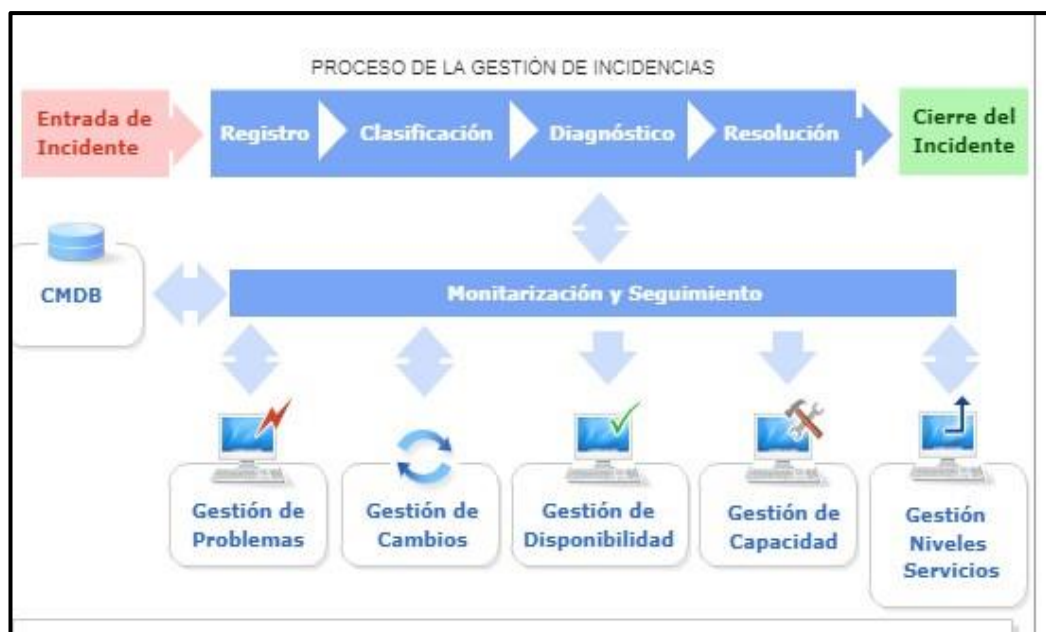 PROCESO DE LA GESTIÓN DE INCIDENCIAS
Entrada de
Incidente
Registro
Clasificación
Diagnóstico
Resolución
Cierre del
Incidente
CMDB
Monitarización y Seguimiento
Gestión de
Problemas
Gestión de
Cambios
Gestión de
Disponibilidad
Gestión de
Capacidad
Gestión
Niveles
Servicios